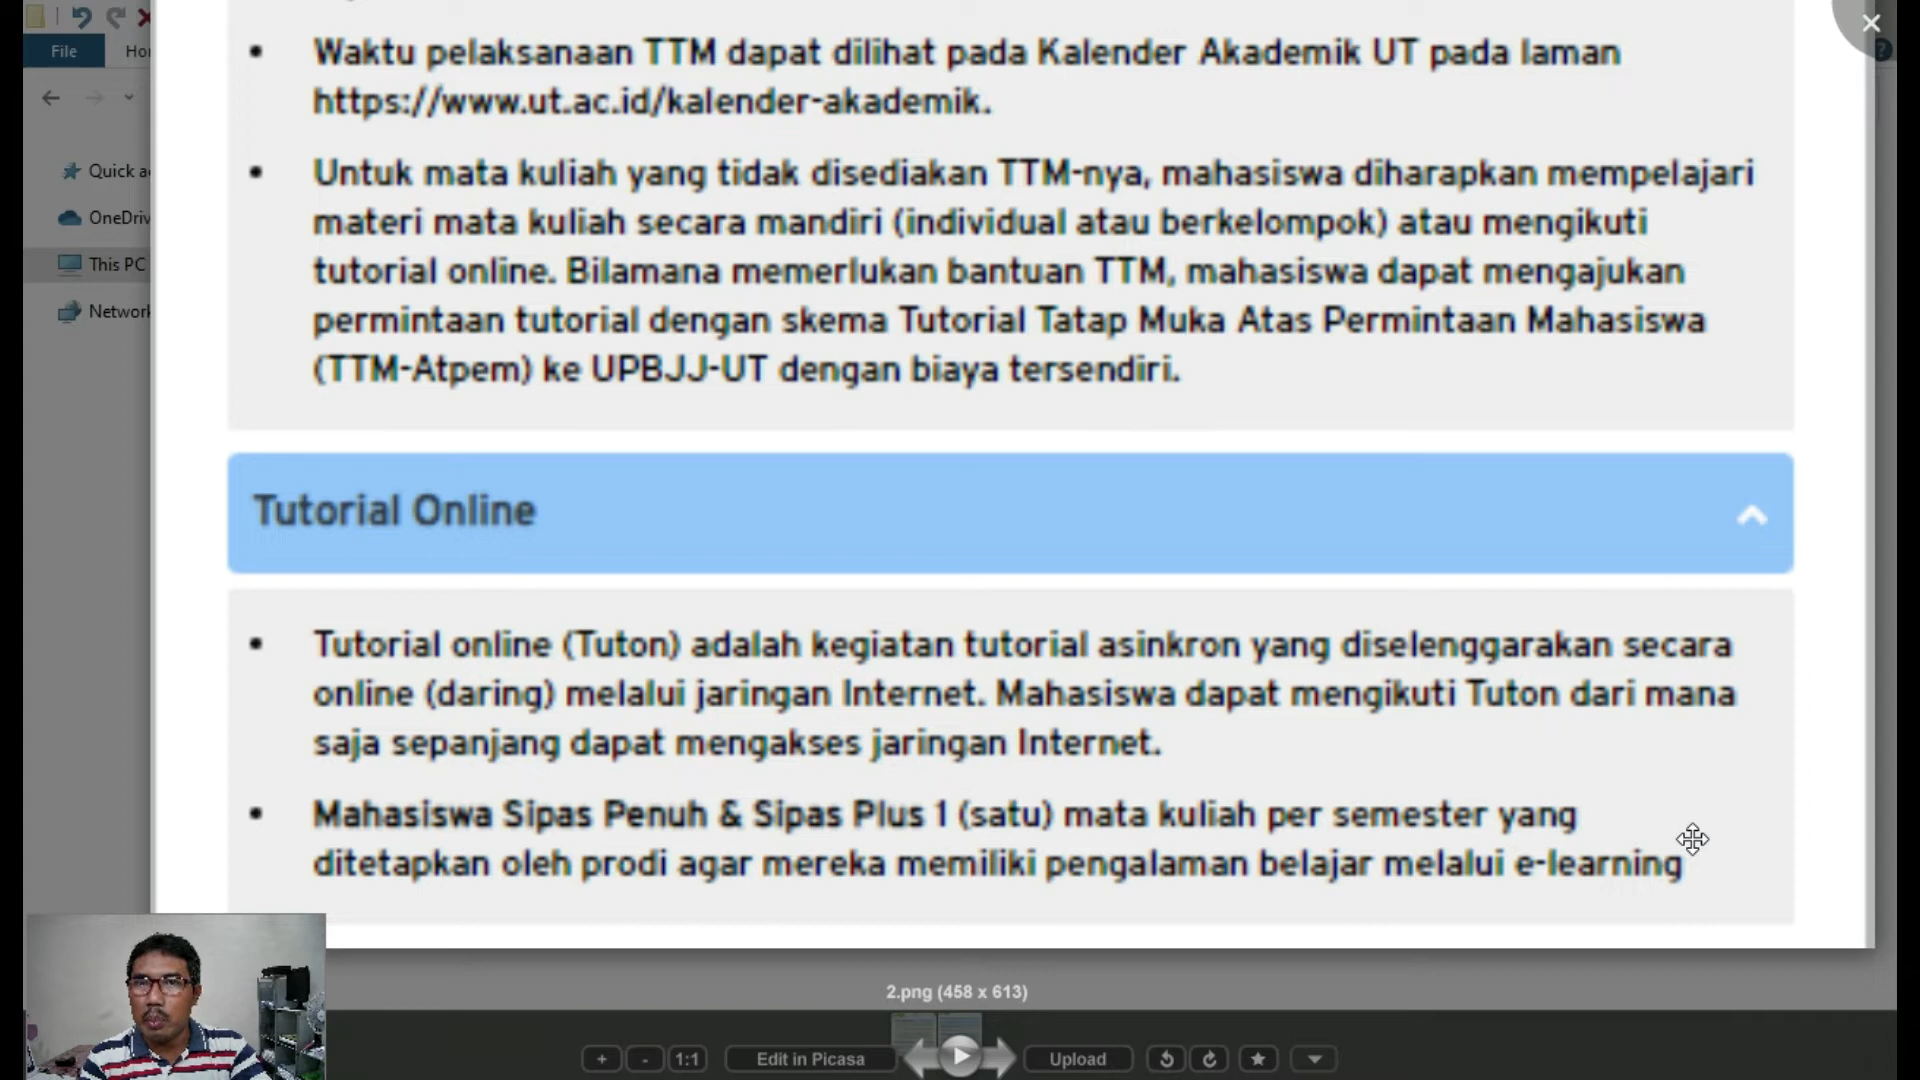 File
Quick a
OneDriv
This PC
Network
• Waktu pelaksanaan TTM dapat dilihat pada Kalender Akademik UT pada laman
https://www.ut.ac.id/kalender-akademik.
• Untuk mata kuliah yang tidak disediakan TTM-nya, mahasiswa diharapkan mempelajari
materi mata kuliah secara mandiri (individual atau berkelompok) atau mengikuti
tutorial online. Bilamana memerlukan bantuan TTM, mahasiswa dapat mengajukan
permintaan tutorial dengan skema Tutorial Tatap Muka Atas Permintaan Mahasiswa
(TTM-Atpem) ke UPBJJ-UT dengan biaya tersendiri.
Tutorial Online
• Tutorial online (Tuton) adalah kegiatan tutorial asinkron yang diselenggarakan secara
online (daring) melalui jaringan Internet. Mahasiswa dapat mengikuti Tuton dari mana
saja sepanjang dapat mengakses jaringan Internet.
• Mahasiswa Sipas Penuh & Sipas Plus 1 (satu) mata kuliah per semester yang
ditetapkan oleh prodi agar mereka memiliki pengalaman belajar melalui e-learning
2.png (458 x 613)
+ - 1:1 Edit in Picasa Upload